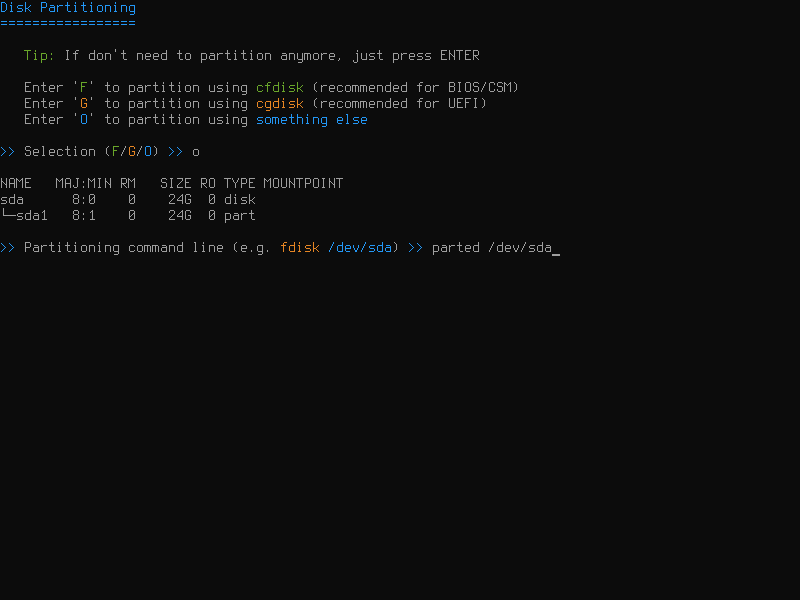 Disk Partitioning
=================
Tip: If don't need to partition anymore, just press ENTER
Enter 'F' to partition using cfdisk (recommended for BIOS/CSM)
Enter 'G' to partition using cgdisk (recommended for UEFI)
Enter 'O' to partition using something else
>> Selection (F/G/O) >> o
NAME   MAJ:MIN RM   SIZE RO TYPE MOUNTPOINT
sda      8:0    0    24G  0 disk
└─sda1   8:1    0    24G  0 part
>> Partitioning command line (e.g. fdisk /dev/sda) >> parted /dev/sda_